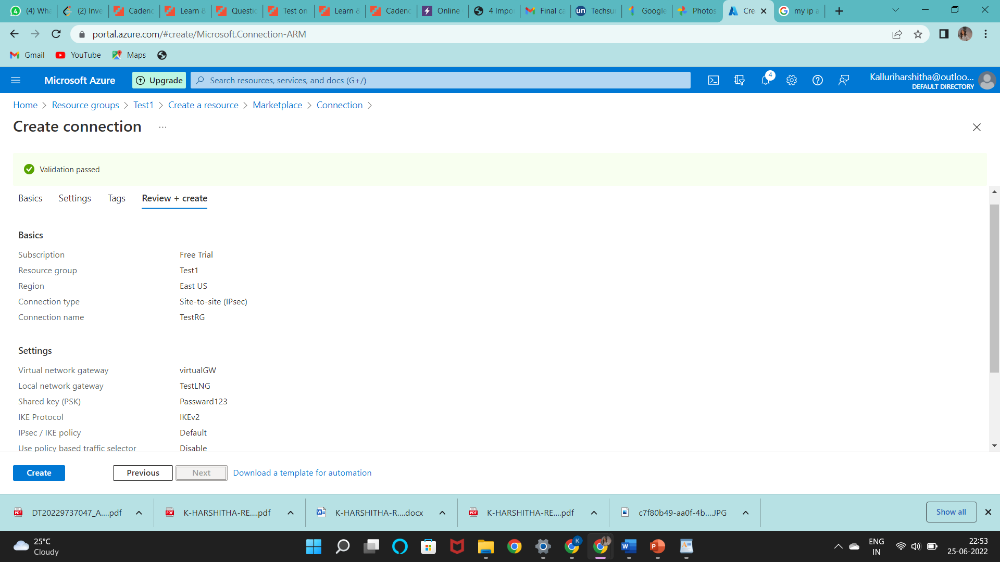 (4) Wha
(2) Inve
Cadenc
Learn &
Questic
Test on
Learn &
Cadenc
Online
4 Impo
Final ca
Techsur
Google
Photos
Cre
my ip a
portal.azure.com/#create/Microsoft.Connection-ARM
Gmail
YouTube
Maps
Microsoft Azure
Upgrade
Search resources, services, and docs (G+/)
4
Kalluriharshitha@outloo...
DEFAULT DIRECTORY
Home > Resource groups > Test1 > Create a resource > Marketplace > Connection >
Create connection ...
Validation passed
Basics Settings Tags Review + create
Basics
Subscription Free Trial
Resource group Test1
Region East US
Connection type Site-to-site (IPsec)
Connection name TestRG
Settings
Virtual network gateway virtualGW
Local network gateway TestLNG
Shared key (PSK) Passward123
IKE Protocol IKEv2
IPsec / IKE policy Default
Use policy based traffic selector Disable
Create Previous Next Download a template for automation
DT20229737047_A....pdf
K-HARSHITHA-RE....pdf
K-HARSHITHA-R....docx
K-HARSHITHA-RE....pdf
c7f80b49-aa0f-4b....JPG
Show all
25°C
Cloudy
ENG
IN
22:53
25-06-2022